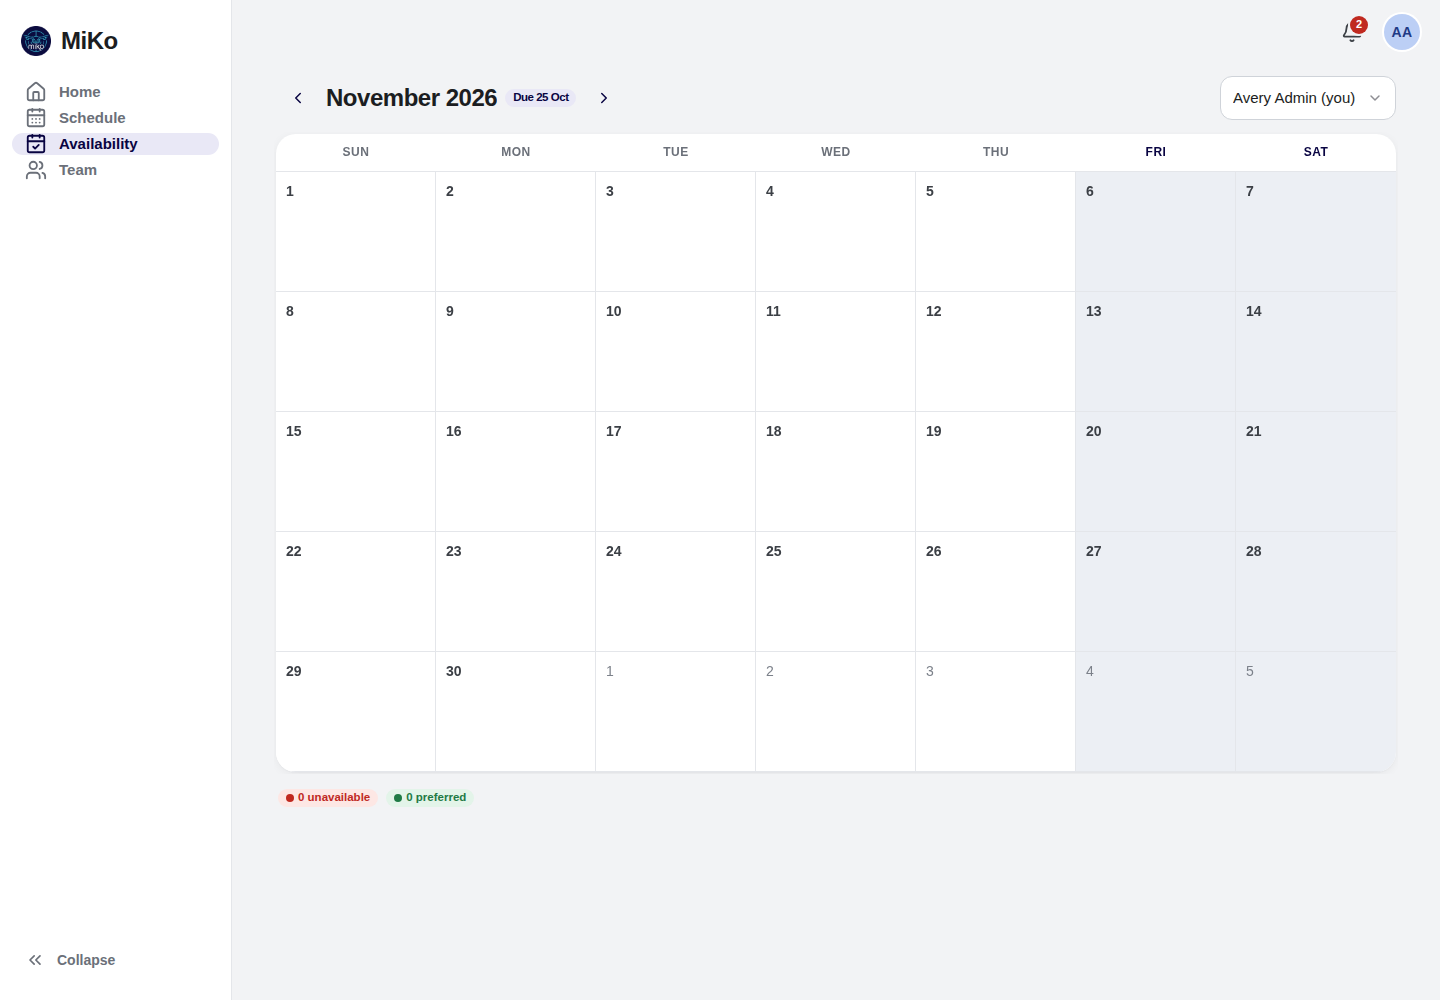 miko
MiKo
Home
Schedule
Availability
Team
Collapse
2
AA
November 2026
Due 25 Oct
Avery Admin (you)
SUN MON TUE WED THU FRI SAT
1 2 3 4 5 6 7
8 9 10 11 12 13 14
15 16 17 18 19 20 21
22 23 24 25 26 27 28
29 30 1 2 3 4 5
0 unavailable
0 preferred